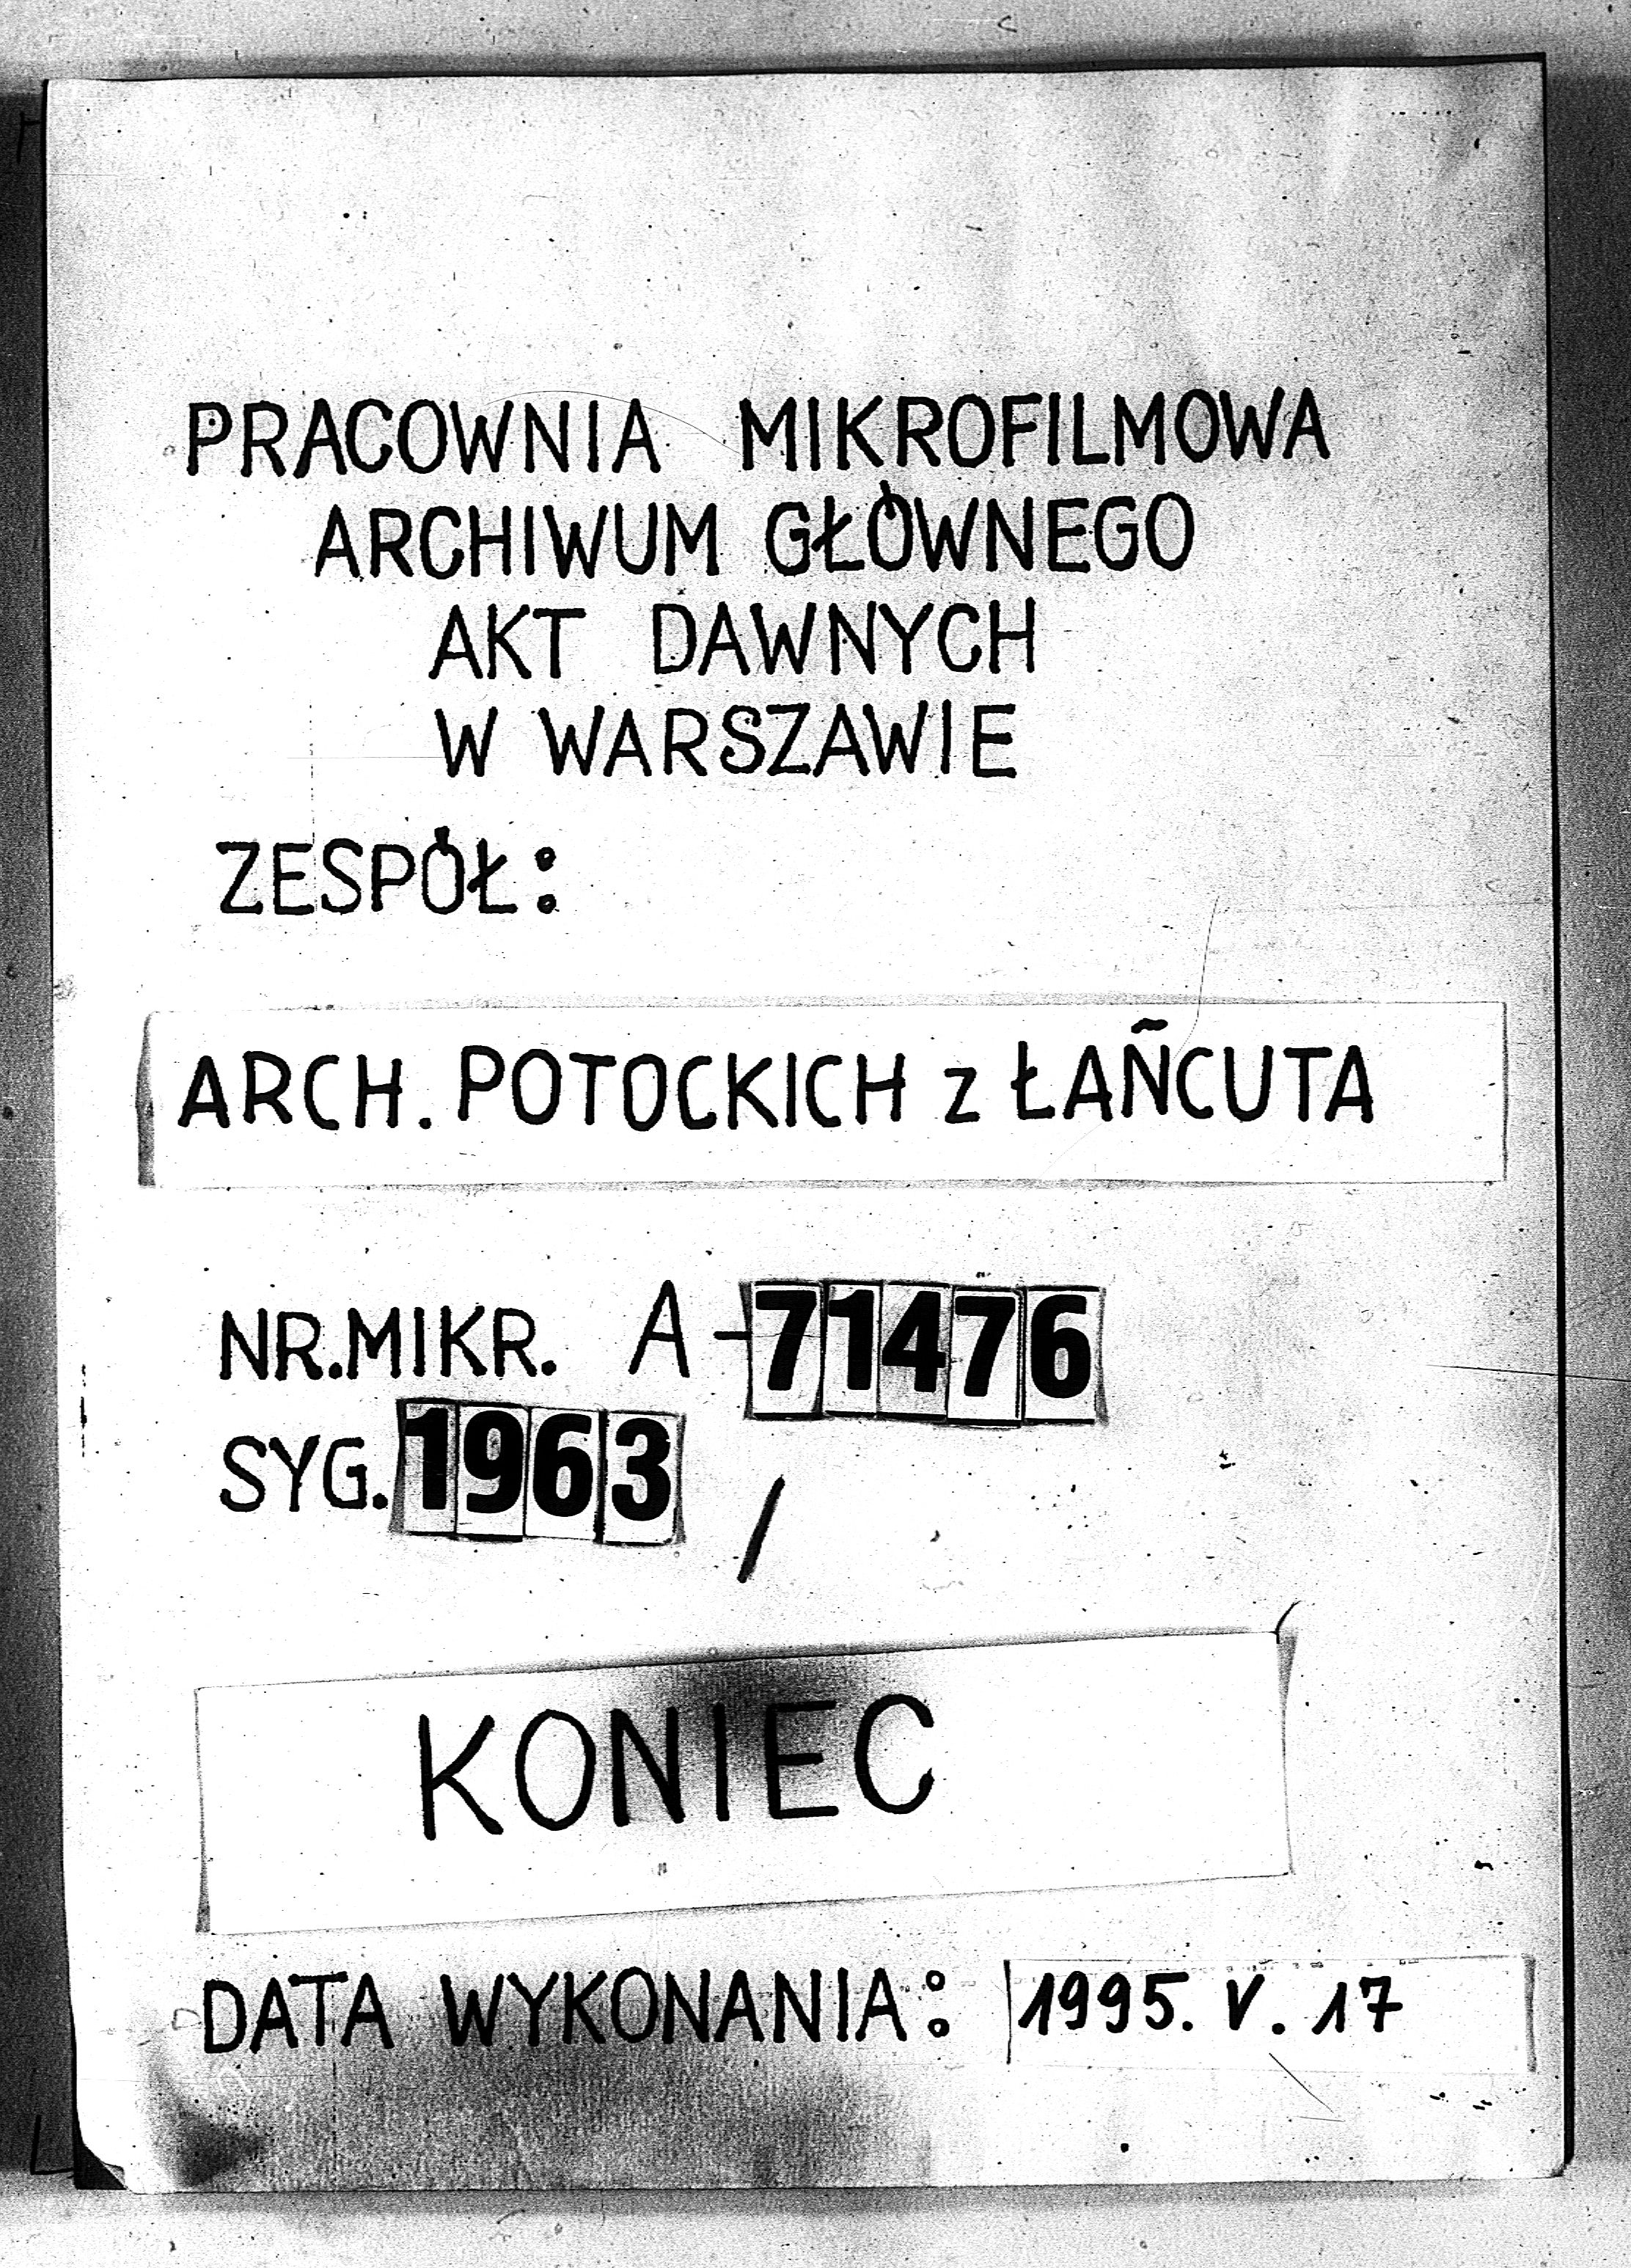 PRACOWNIA MIKROFILMOWA
ARCHIWUM GŁÓWNEGO
AKT DAWNYCH
W WARSZAWIE
ZESPÓŁ:
ARCH. POTOCKICH z ŁAŃCUTA
NR.MIKR. A-71476
SYG. 1963 /
KONIEC
DATA WYKONANIA: 1995. V. 17